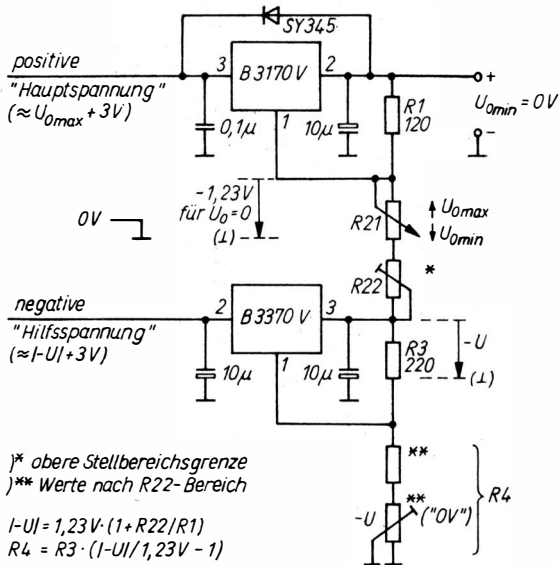 SY345
positive
3
B3170V
2
+
"Hauptspannung"
(≈U0max + 3V)
0,1µ
1
10µ
R1
120
U0min = 0V
-
-1,23V
für U0=0
(⊥)
0V
R21
U0max
U0min
R22
*
negative
2
B3370V
3
"Hilfsspannung"
(≈|-U|+3V)
10µ
1
10µ
R3
220
-U
(⊥)
)* obere Stellbereichsgrenze
)** Werte nach R22-Bereich
**
**
-U
("0V")
R4
|-U| = 1,23V·(1+R22/R1)
R4 = R3·(|-U|/1,23V - 1)